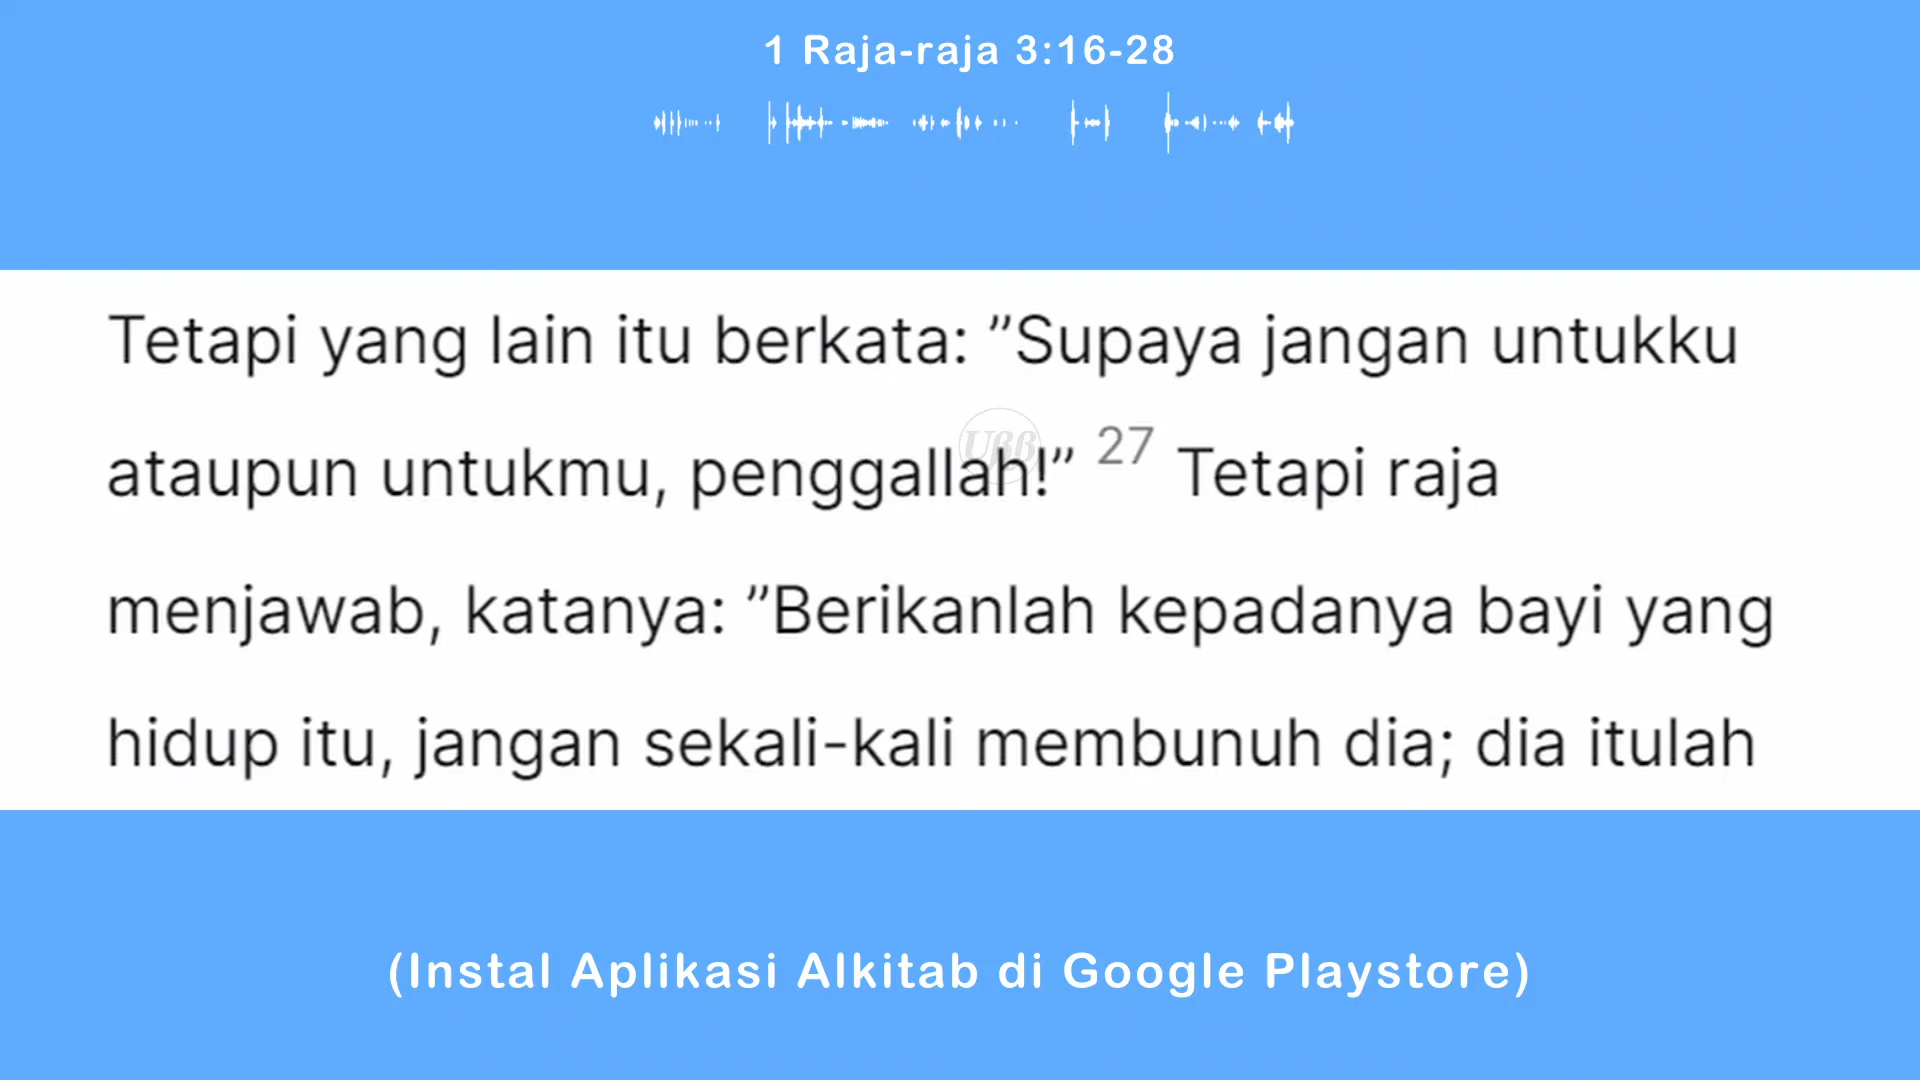 1 Raja-raja 3:16-28
Tetapi yang lain itu berkata: ”Supaya jangan untukku
ataupun untukmu, penggallah!” 27 Tetapi raja
menjawab, katanya: ”Berikanlah kepadanya bayi yang
hidup itu, jangan sekali-kali membunuh dia; dia itulah
(Instal Aplikasi Alkitab di Google Playstore)